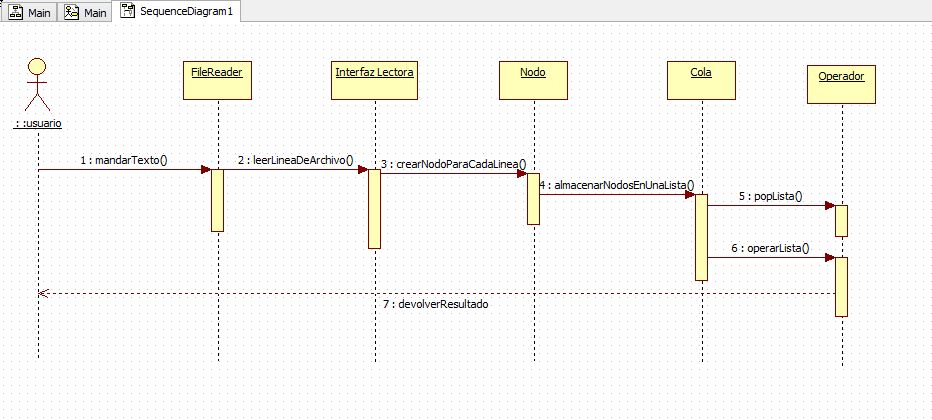 Main
Main
SequenceDiagram1
FileReader
Interfaz Lectora
Nodo
Cola
Operador
: :usuario
1 : mandarTexto()
2 : leerLineaDeArchivo()
3 : crearNodoParaCadaLinea()
4 : almacenarNodosEnUnaLista()
5 : popLista()
6 : operarLista()
7 : devolverResultado